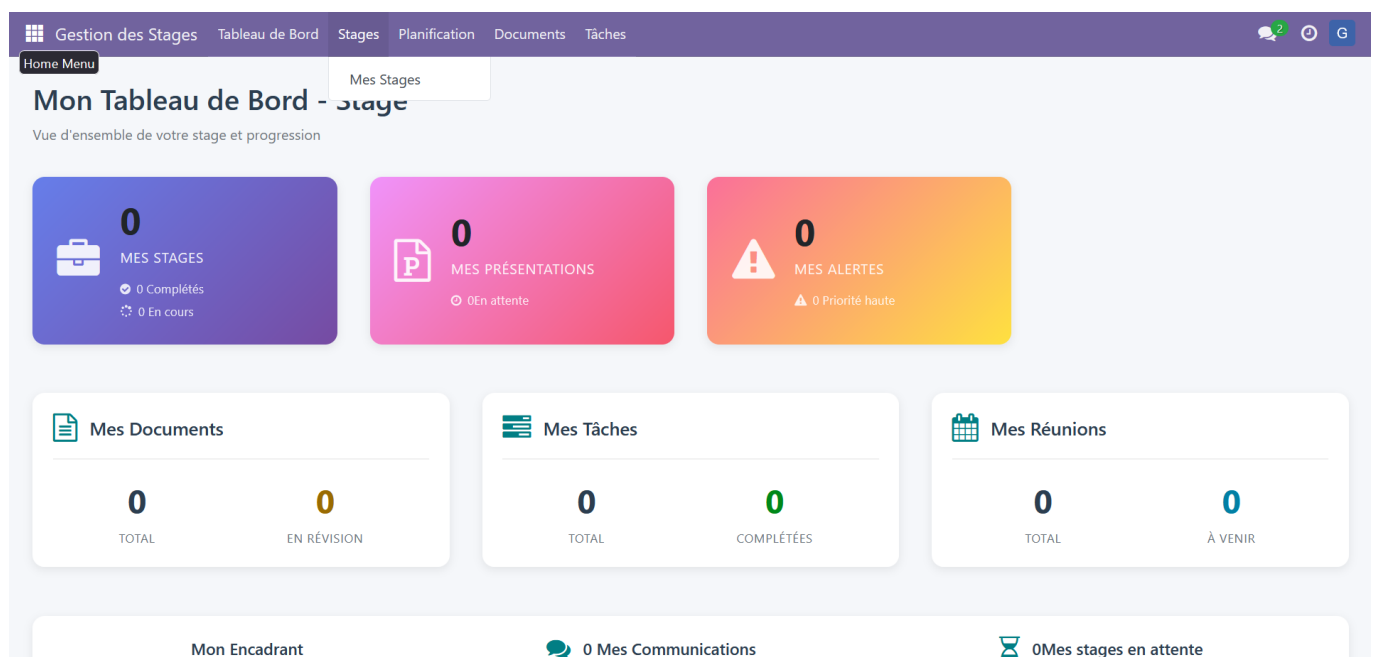 Gestion des Stages Tableau de Bord Stages Planification Documents Tâches 2 G
Home Menu
Mes Stages
Mon Tableau de Bord - Stage
Vue d'ensemble de votre stage et progression
0
MES STAGES
0 Complétés
0 En cours
0
MES PRÉSENTATIONS
0En attente
0
MES ALERTES
0 Priorité haute
Mes Documents
0 0
TOTAL EN RÉVISION
Mes Tâches
0 0
TOTAL COMPLÉTÉES
Mes Réunions
0 0
TOTAL À VENIR
Mon Encadrant
0 Mes Communications
0Mes stages en attente